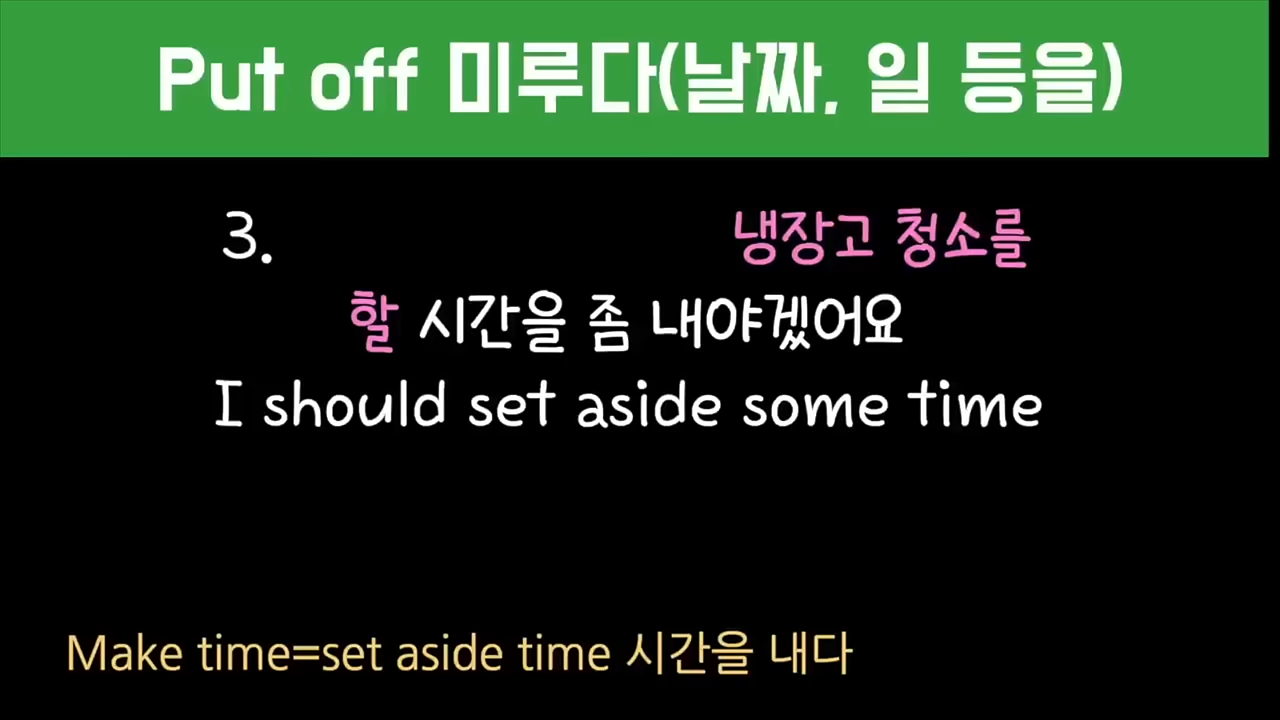 Put off 미루다(날짜, 일 등을)
3. 냉장고 청소를
할 시간을 좀 내야겠어요
I should set aside some time
Make time=set aside time 시간을 내다